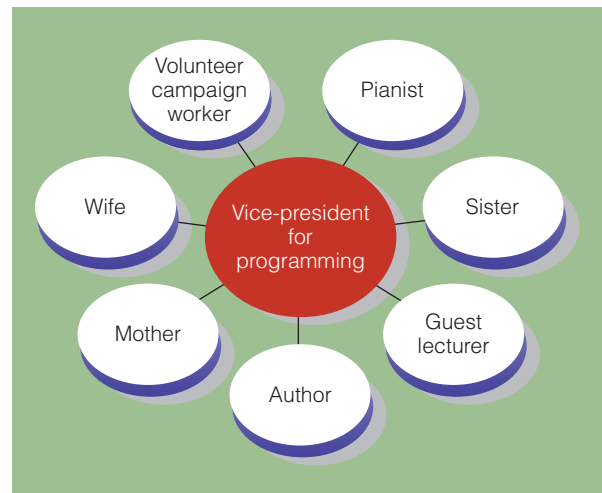 Volunteer
campaign
worker
Pianist
Wife
Vice-president
for
programming
Sister
Mother
Guest
lecturer
Author